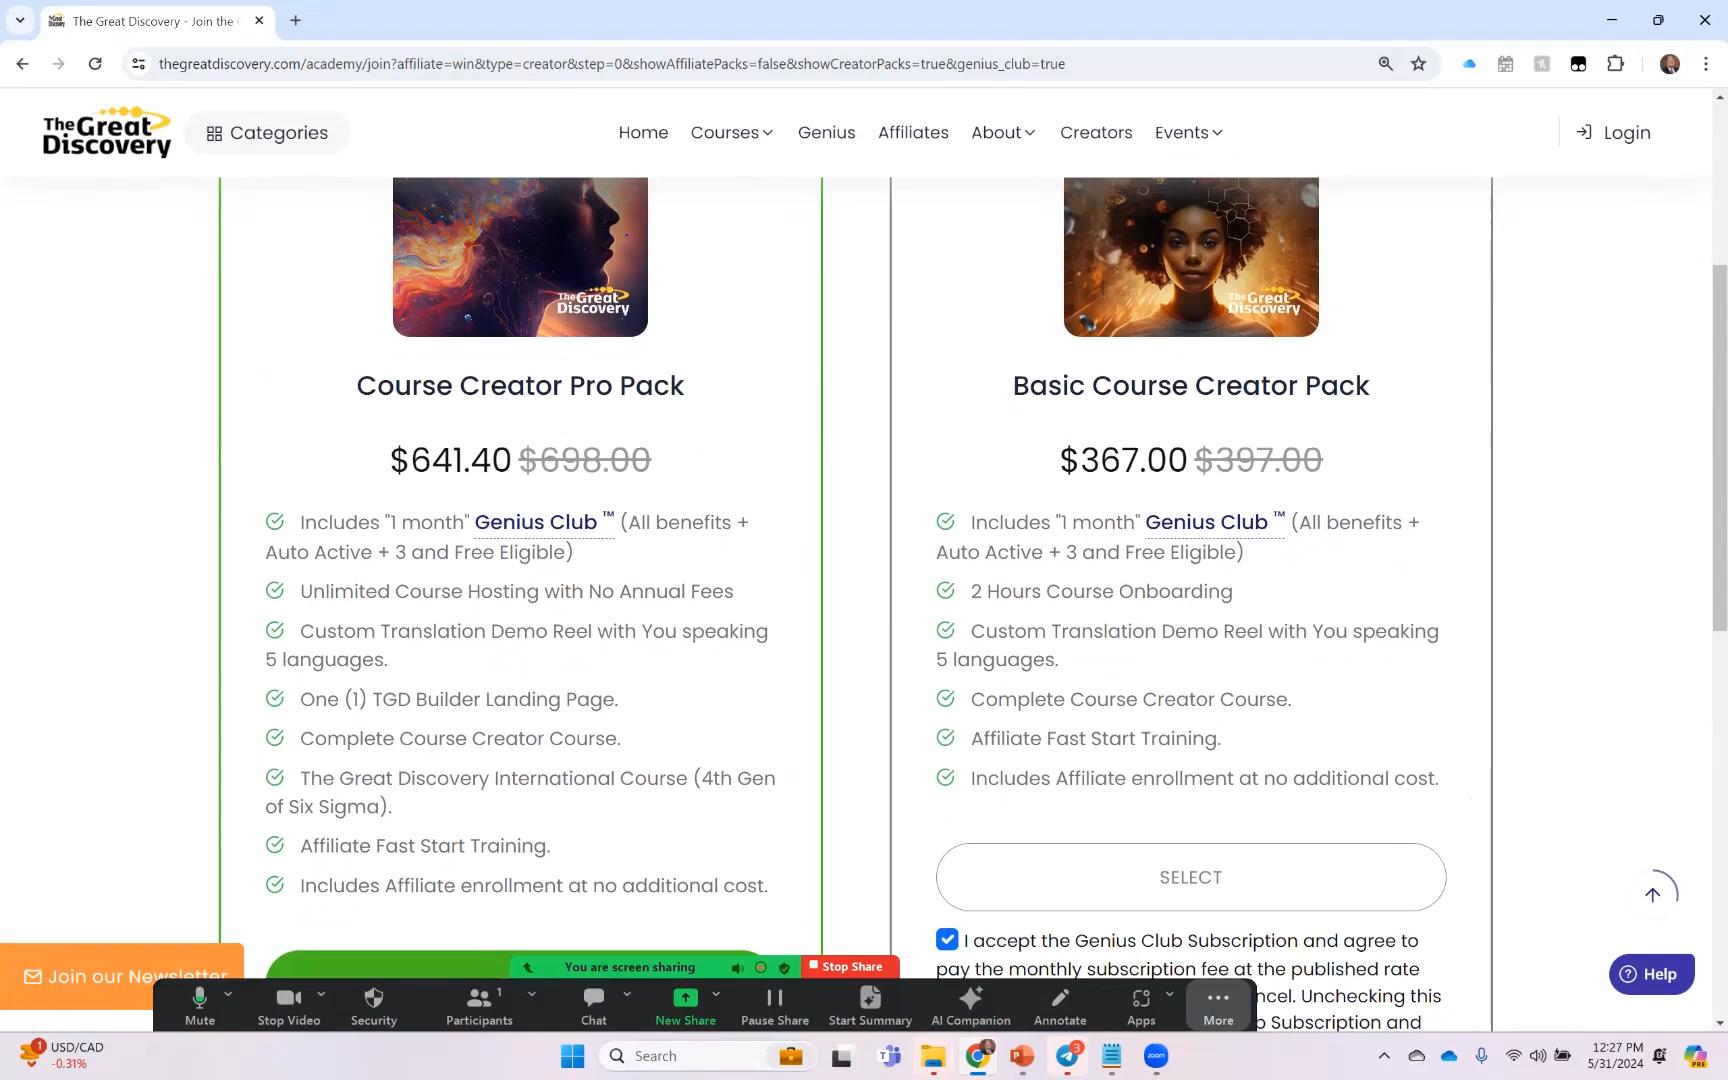 The Great Discovery - Join the
thegreatdiscovery.com/academy/join?affiliate=win&type=creator&step=0&showAffiliatePacks=false&showCreatorPacks=true&genius_club=true
The Great
Discovery
Categories
Home
Courses
Genius
Affiliates
About
Creators
Events
Login
The Great
Discovery
The Great
Discovery
Course Creator Pro Pack
$641.40 $698.00
Includes "1 month" Genius Club ™ (All benefits +
Auto Active + 3 and Free Eligible)
Unlimited Course Hosting with No Annual Fees
Custom Translation Demo Reel with You speaking
5 languages.
One (1) TGD Builder Landing Page.
Complete Course Creator Course.
The Great Discovery International Course (4th Gen
of Six Sigma).
Affiliate Fast Start Training.
Includes Affiliate enrollment at no additional cost.
Basic Course Creator Pack
$367.00 $397.00
Includes "1 month" Genius Club ™ (All benefits +
Auto Active + 3 and Free Eligible)
2 Hours Course Onboarding
Custom Translation Demo Reel with You speaking
5 languages.
Complete Course Creator Course.
Affiliate Fast Start Training.
Includes Affiliate enrollment at no additional cost.
SELECT
I accept the Genius Club Subscription and agree to
pay the monthly subscription fee at the published rate
ncel. Unchecking this
Subscription and
Join our Newsletter
Help
You are screen sharing
Stop Share
Mute
Stop Video
Security
Participants
1
Chat
New Share
Pause Share
Start Summary
AI Companion
Annotate
Apps
More
1
USD/CAD
-0.31%
Search
3
zoom
12:27 PM
5/31/2024
PRE